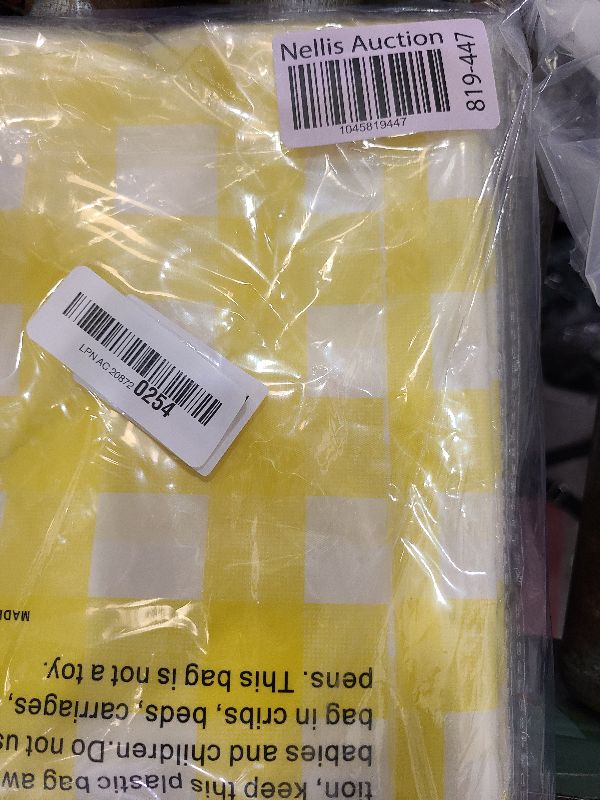 Nellis Auction
1045819447
819-447
LPN AC 20872 0254
MADE
tion, keep this plastic bag aw
babies and children.Do not us
bag in cribs, beds, carriages,
pens. This bag is not a toy.